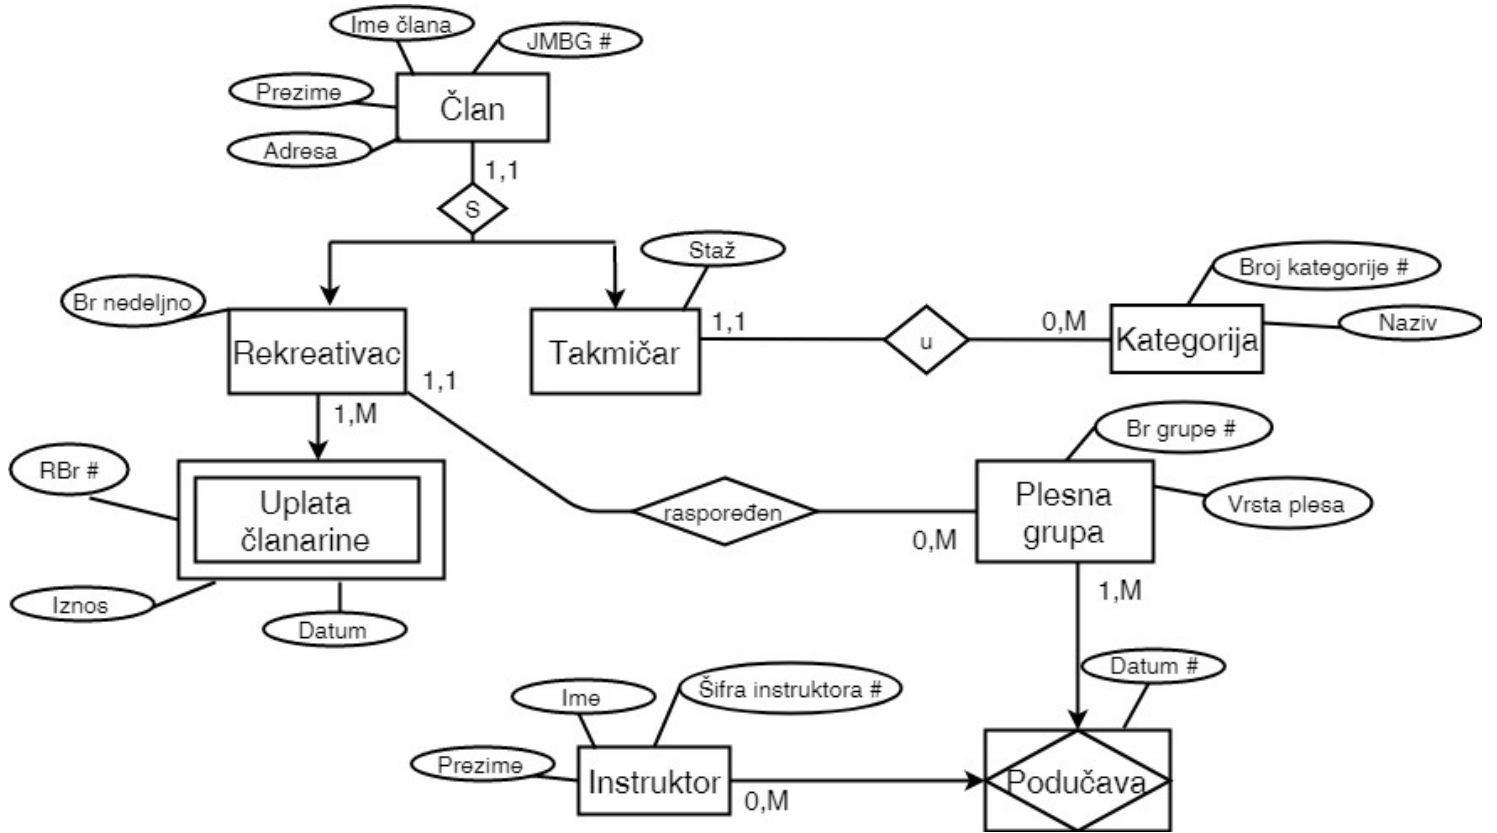 Ime člana
JMBG #
Prezime
Član
Adresa
1,1
S
Staž
Br nedeljno
Broj kategorije #
Naziv
Rekreativac
Takmičar
1,1
u
0,M
Kategorija
1,1
1,M
Br grupe #
RBr #
Uplata
članarine
raspoređen
0,M
Plesna
grupa
Vrsta plesa
Iznos
Datum
1,M
Datum #
Ime
Šifra instruktora #
Prezime
Instruktor
0,M
Podučava